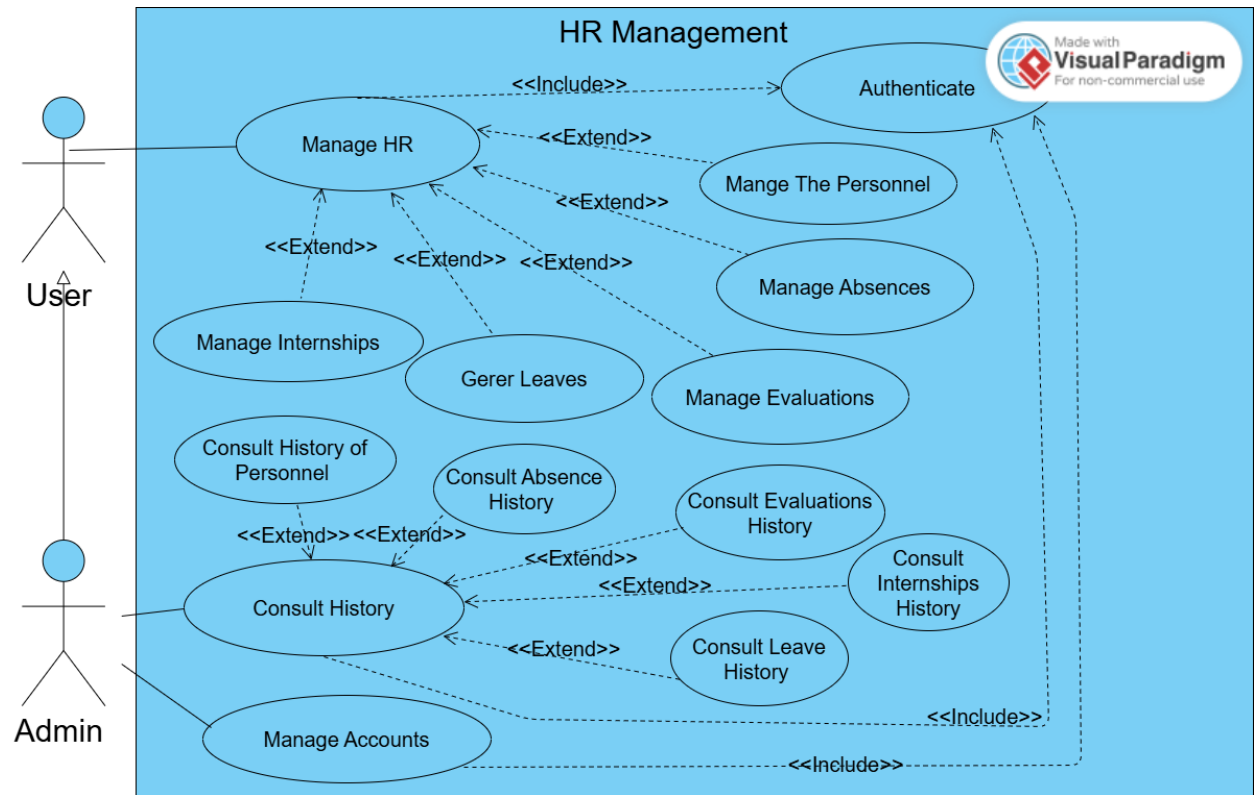 HR Management
Made with
Visual Paradigm
For non-commercial use
<<Include>>
Authenticate
Manage HR
<<Extend>>
Mange The Personnel
<<Extend>>
<<Extend>>
<<Extend>>
<<Extend>>
Manage Absences
User
Manage Internships
Gerer Leaves
Manage Evaluations
Consult History of
Personnel
Consult Absence
History
Consult Evaluations
History
<<Extend>>
<<Extend>>
<<Extend>>
Consult
Internships
History
<<Extend>>
Consult History
<<Extend>>
Consult Leave
History
Admin
<<Include>>
Manage Accounts
<<Include>>